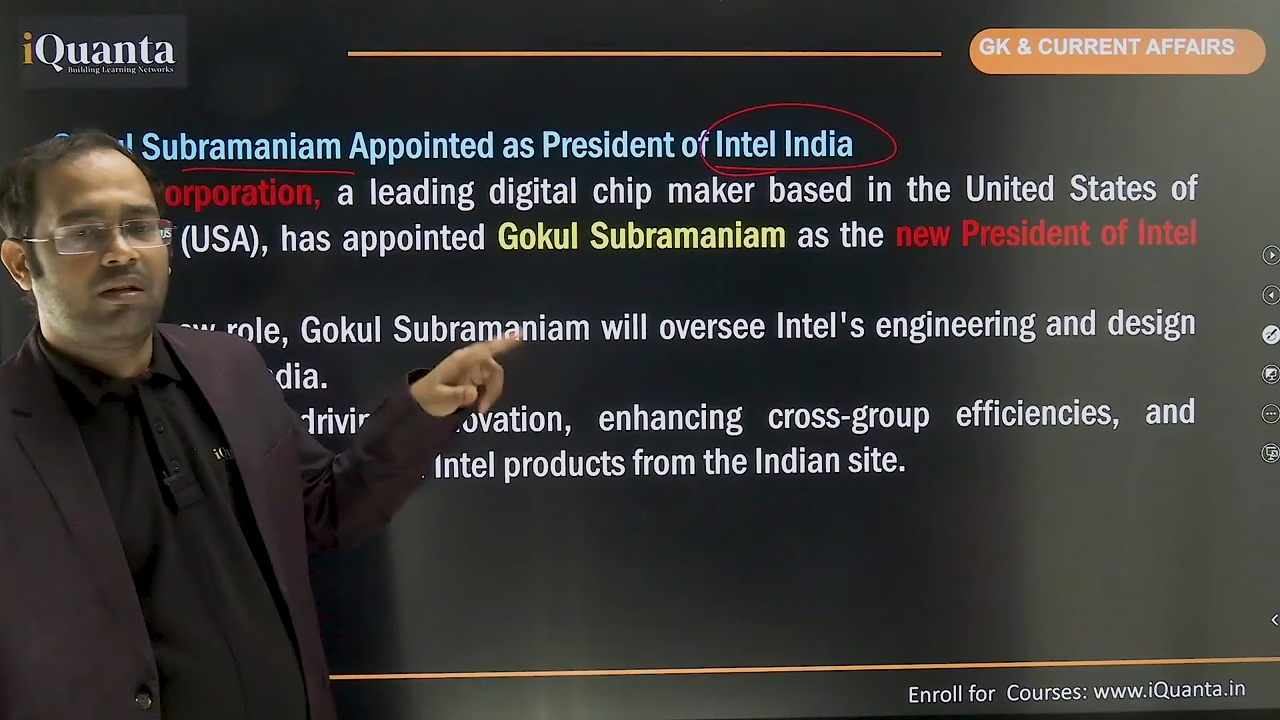 iQuanta
Building Learning Networks
GK & CURRENT AFFAIRS
Subramaniam Appointed as President of Intel India
orporation, a leading digital chip maker based in the United States of
(USA), has appointed Gokul Subramaniam as the new President of Intel
role, Gokul Subramaniam will oversee Intel's engineering and design
dia.
ovation, enhancing cross-group efficiencies, and
Intel products from the Indian site.
Enroll for Courses: www.iQuanta.in